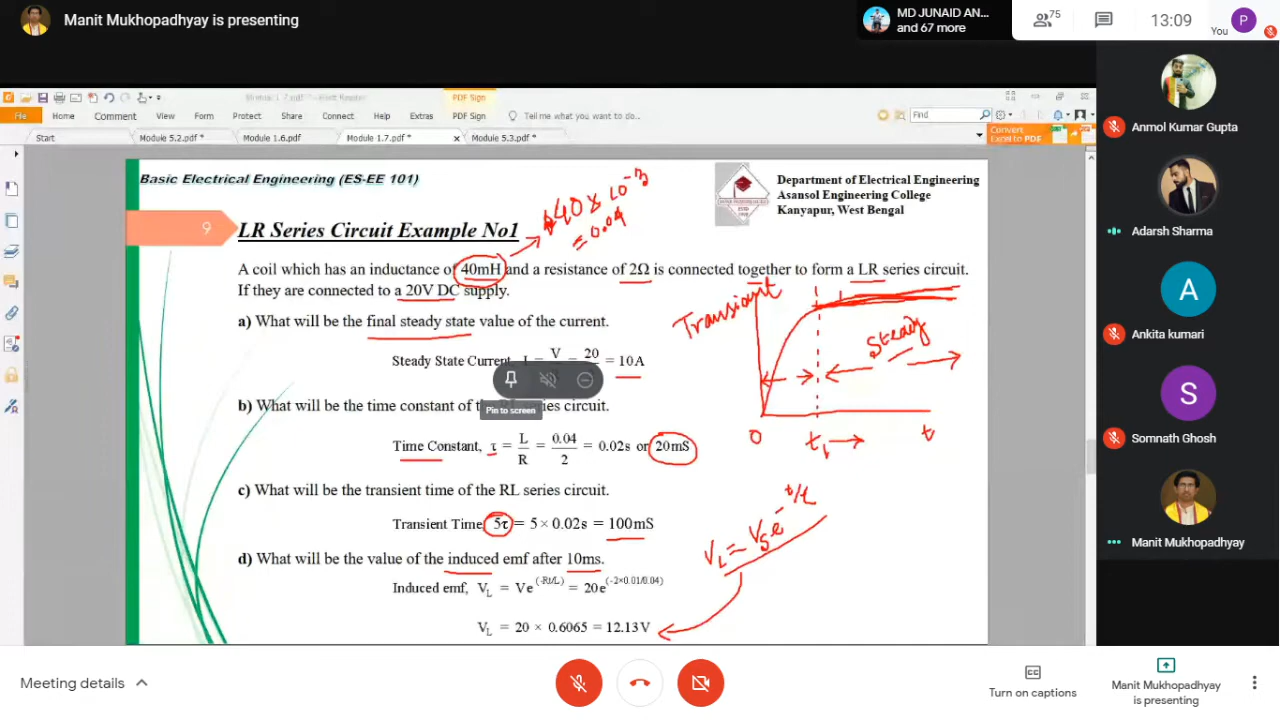 Manit Mukhopadhyay is presenting
MD JUNAID AN...
and 67 more
75
13:09
You
P
PDF Sign
File Home Comment View Form Protect Share Connect Help Extras PDF Sign Tell me what you want to do... Find
Start Module 5.2.pdf * Module 1.6.pdf Module 1.7.pdf * Module 5.3.pdf *
Convert
Excel to PDF
Basic Electrical Engineering (ES-EE 101)
Department of Electrical Engineering
Asansol Engineering College
Kanyapur, West Bengal
9
LR Series Circuit Example No1
40 × 10⁻³
= 0.04
A coil which has an inductance of 40mH and a resistance of 2Ω is connected together to form a LR series circuit.
If they are connected to a 20V DC supply.
a) What will be the final steady state value of the current.
Steady State Current, I = V = 20 = 10A
b) What will be the time constant of the RL series circuit.
Pin to screen
Time Constant, τ = L/R = 0.04/2 = 0.02s or 20mS
c) What will be the transient time of the RL series circuit.
Transient Time, 5τ = 5 × 0.02s = 100mS
d) What will be the value of the induced emf after 10ms.
Induced emf, V_L = Ve^(-Rt/L) = 20e^(-2×0.01/0.04)
V_L = 20 × 0.6065 = 12.13V
Transient
Steady
0 t₁ t
V_L = V_S e^-t/τ
Anmol Kumar Gupta
Adarsh Sharma
A
Ankita kumari
S
Somnath Ghosh
Manit Mukhopadhyay
Meeting details
CC
Turn on captions
Manit Mukhopadhyay
is presenting